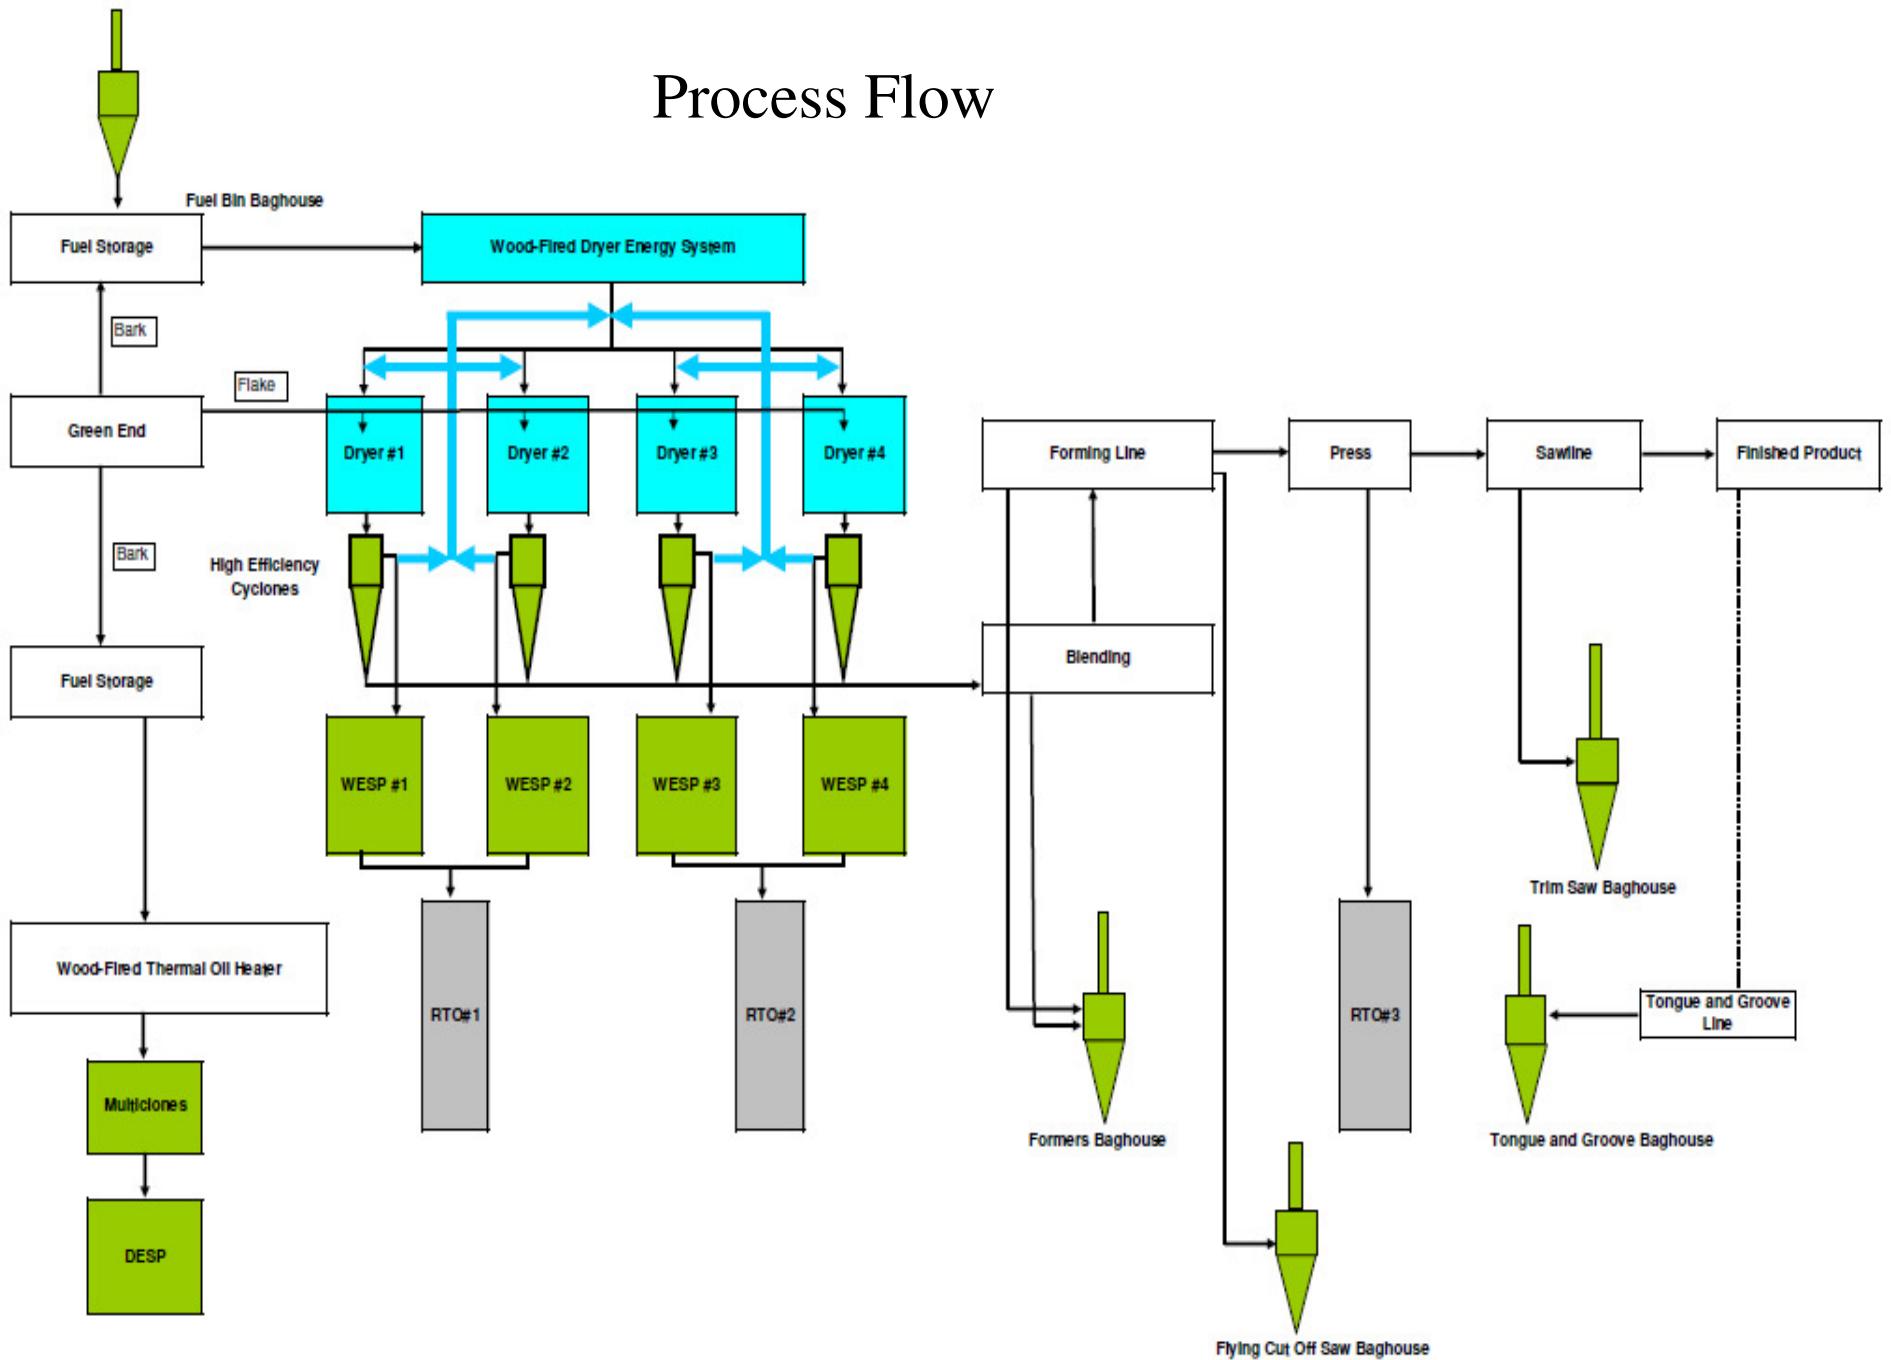 Process Flow
Fuel Bin Baghouse
Fuel Storage
Wood-Fired Dryer Energy System
Bark
Flake
Green End
Dryer #1
Dryer #2
Dryer #3
Dryer #4
Forming Line
Press
Sawline
Finished Product
Bark
High Efficiency
Cyclones
Blending
Fuel Storage
WESP #1
WESP #2
WESP #3
WESP #4
Trim Saw Baghouse
Wood-Fired Thermal Oil Heater
RTO#1
RTO#2
RTO#3
Tongue and Groove
Line
Multiclones
Formers Baghouse
Tongue and Groove Baghouse
DESP
Flying Cut Off Saw Baghouse